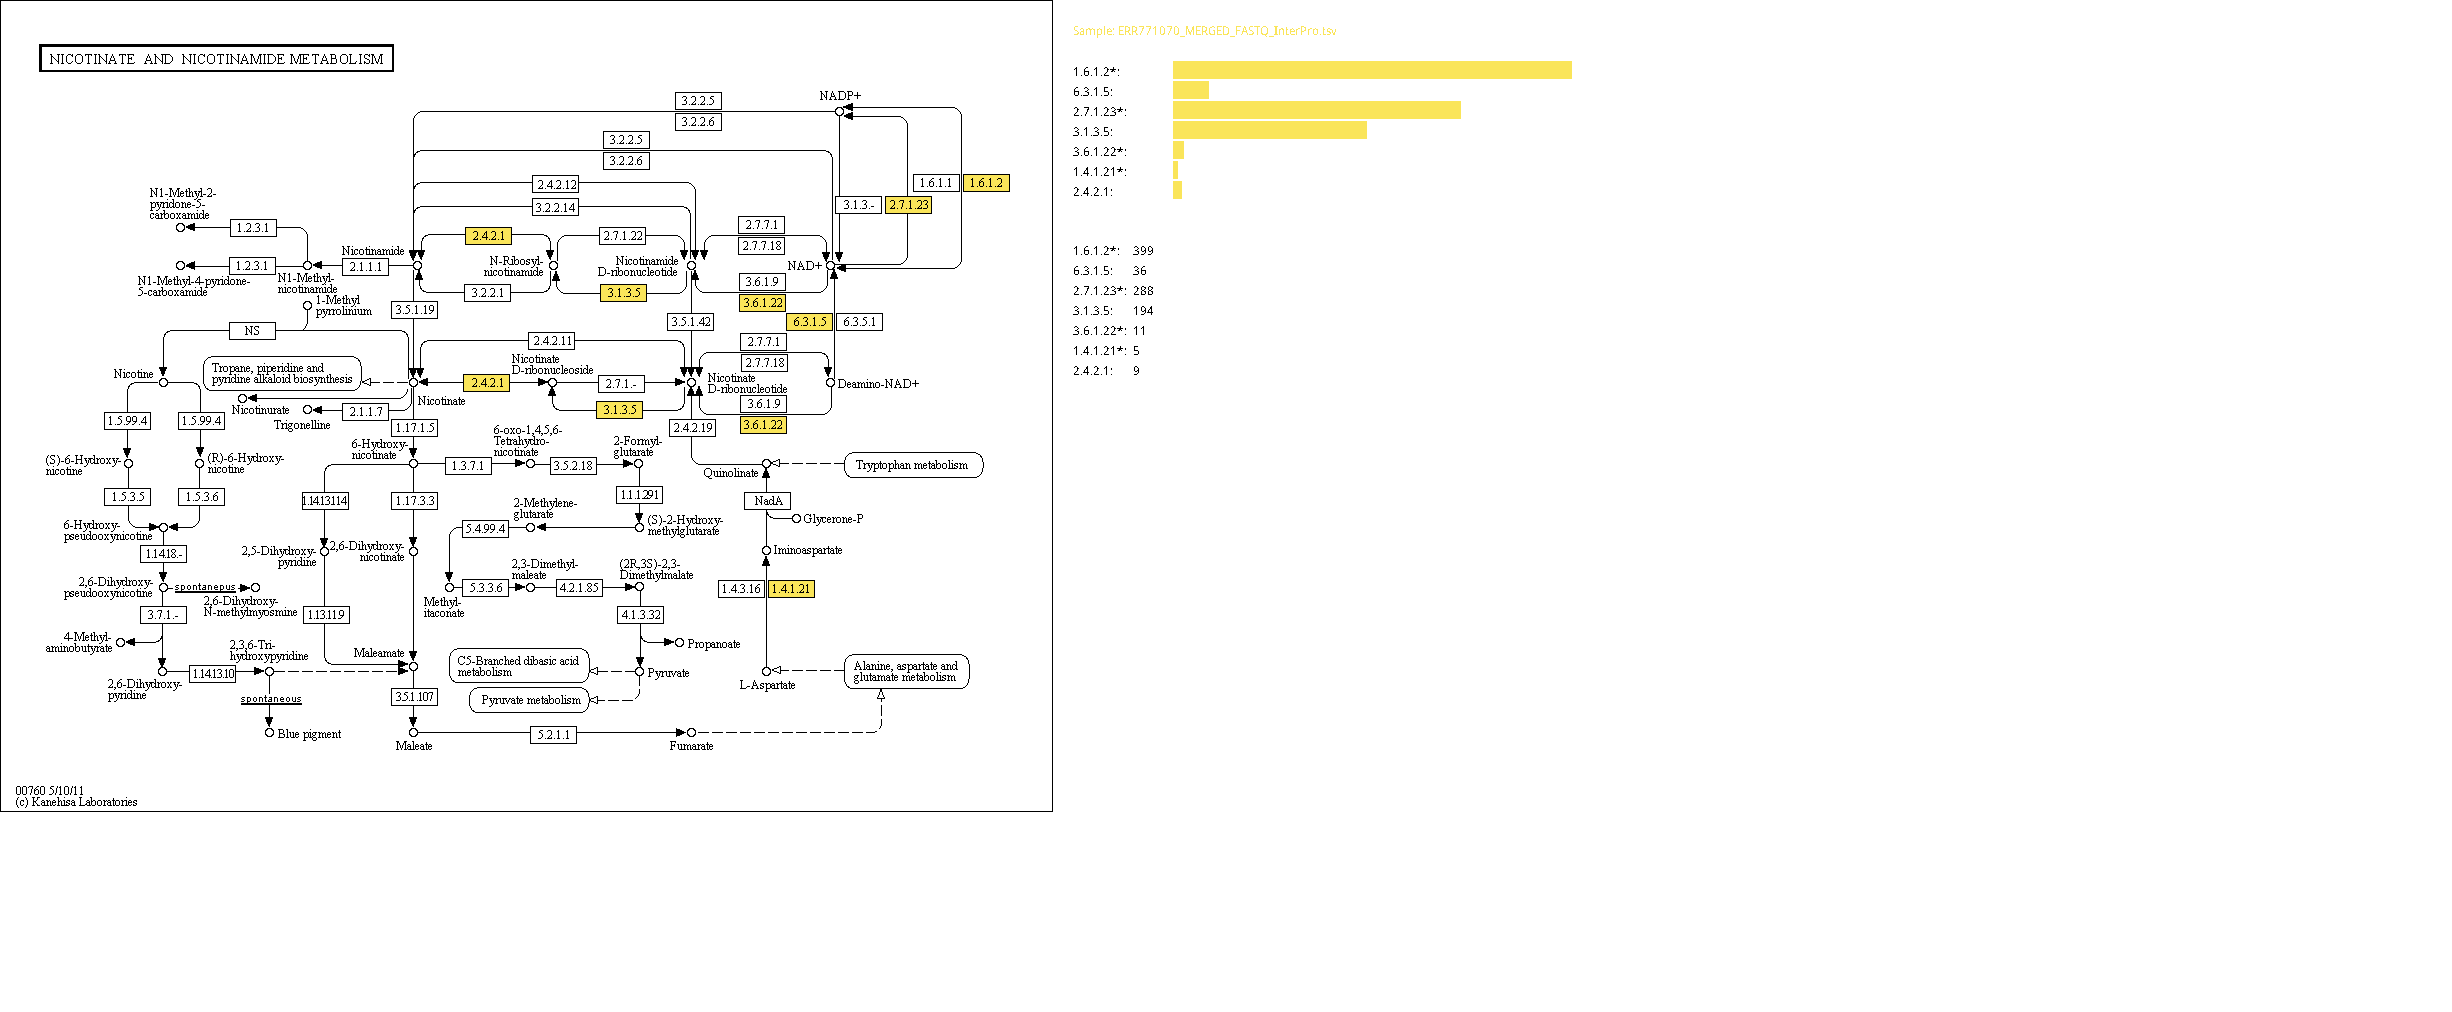 NICOTINATE AND NICOTINAMIDE METABOLISM
Sample: ERR771070_MERGED_FASTQ_InterPro.tsv
1.6.1.2*:
6.3.1.5:
2.7.1.23*:
3.1.3.5:
3.6.1.22*:
1.4.1.21*:
2.4.2.1:
1.6.1.2*: 399
6.3.1.5: 36
2.7.1.23*: 288
3.1.3.5: 194
3.6.1.22*: 11
1.4.1.21*: 5
2.4.2.1: 9
3.2.2.5
NADP+
3.2.2.6
3.2.2.5
3.2.2.6
2.4.2.12
1.6.1.1
1.6.1.2
N1-Methyl-2-
pyridone-5-
carboxamide
3.2.2.14
3.1.3.-
2.7.1.23
1.2.3.1
2.4.2.1
2.7.1.22
2.7.7.1
2.7.7.18
Nicotinamide
1.2.3.1
2.1.1.1
N-Ribosyl-
nicotinamide
Nicotinamide
D-ribonucleotide
NAD+
N1-Methyl-4-pyridone-
5-carboxamide
N1-Methyl-
nicotinamide
3.2.2.1
3.1.3.5
3.6.1.9
3.6.1.22
1-Methyl
pyrrolinium
3.5.1.19
3.5.1.42
6.3.1.5
6.3.5.1
NS
2.4.2.11
2.7.7.1
2.7.7.18
Tropane, piperidine and
pyridine alkaloid biosynthesis
Nicotinate
D-ribonucleoside
Nicotine
2.4.2.1
2.7.1.-
Nicotinate
D-ribonucleotide
Deamino-NAD+
Nicotinurate
Nicotinate
3.1.3.5
3.6.1.9
3.6.1.22
2.1.1.7
Trigonelline
1.5.99.4
1.5.99.4
1.17.1.5
2.4.2.19
6-Hydroxy-
nicotinate
6-oxo-1,4,5,6-
Tetrahydro-
nicotinate
2-Formyl-
glutarate
(S)-6-Hydroxy-
nicotine
(R)-6-Hydroxy-
nicotine
1.3.7.1
3.5.2.18
Quinolinate
Tryptophan metabolism
1.5.3.5
1.5.3.6
1.14.13.114
1.17.3.3
1.1.1.291
NadA
2-Methylene-
glutarate
(S)-2-Hydroxy-
methylglutarate
Glycerone-P
6-Hydroxy-
pseudooxynicotine
5.4.99.4
1.14.18.-
2,5-Dihydroxy-
pyridine
2,6-Dihydroxy-
nicotinate
Iminoaspartate
2,6-Dihydroxy-
pseudooxynicotine
spontanepus
2,3-Dimethyl-
maleate
(2R,3S)-2,3-
Dimethylmalate
5.3.3.6
4.2.1.85
1.4.3.16
1.4.1.21
2,6-Dihydroxy-
N-methylmyosmine
Methyl-
itaconate
3.7.1.-
1.13.11.9
4.1.3.32
4-Methyl-
aminobutyrate
2,3,6-Tri-
hydroxypyridine
Maleamate
Propanoate
C5-Branched dibasic acid
metabolism
Pyruvate
Alanine, aspartate and
glutamate metabolism
1.14.13.10
2,6-Dihydroxy-
pyridine
L-Aspartate
spontaneous
3.5.1.107
Pyruvate metabolism
Blue pigment
5.2.1.1
Maleate
Fumarate
00760 5/10/11
(c) Kanehisa Laboratories